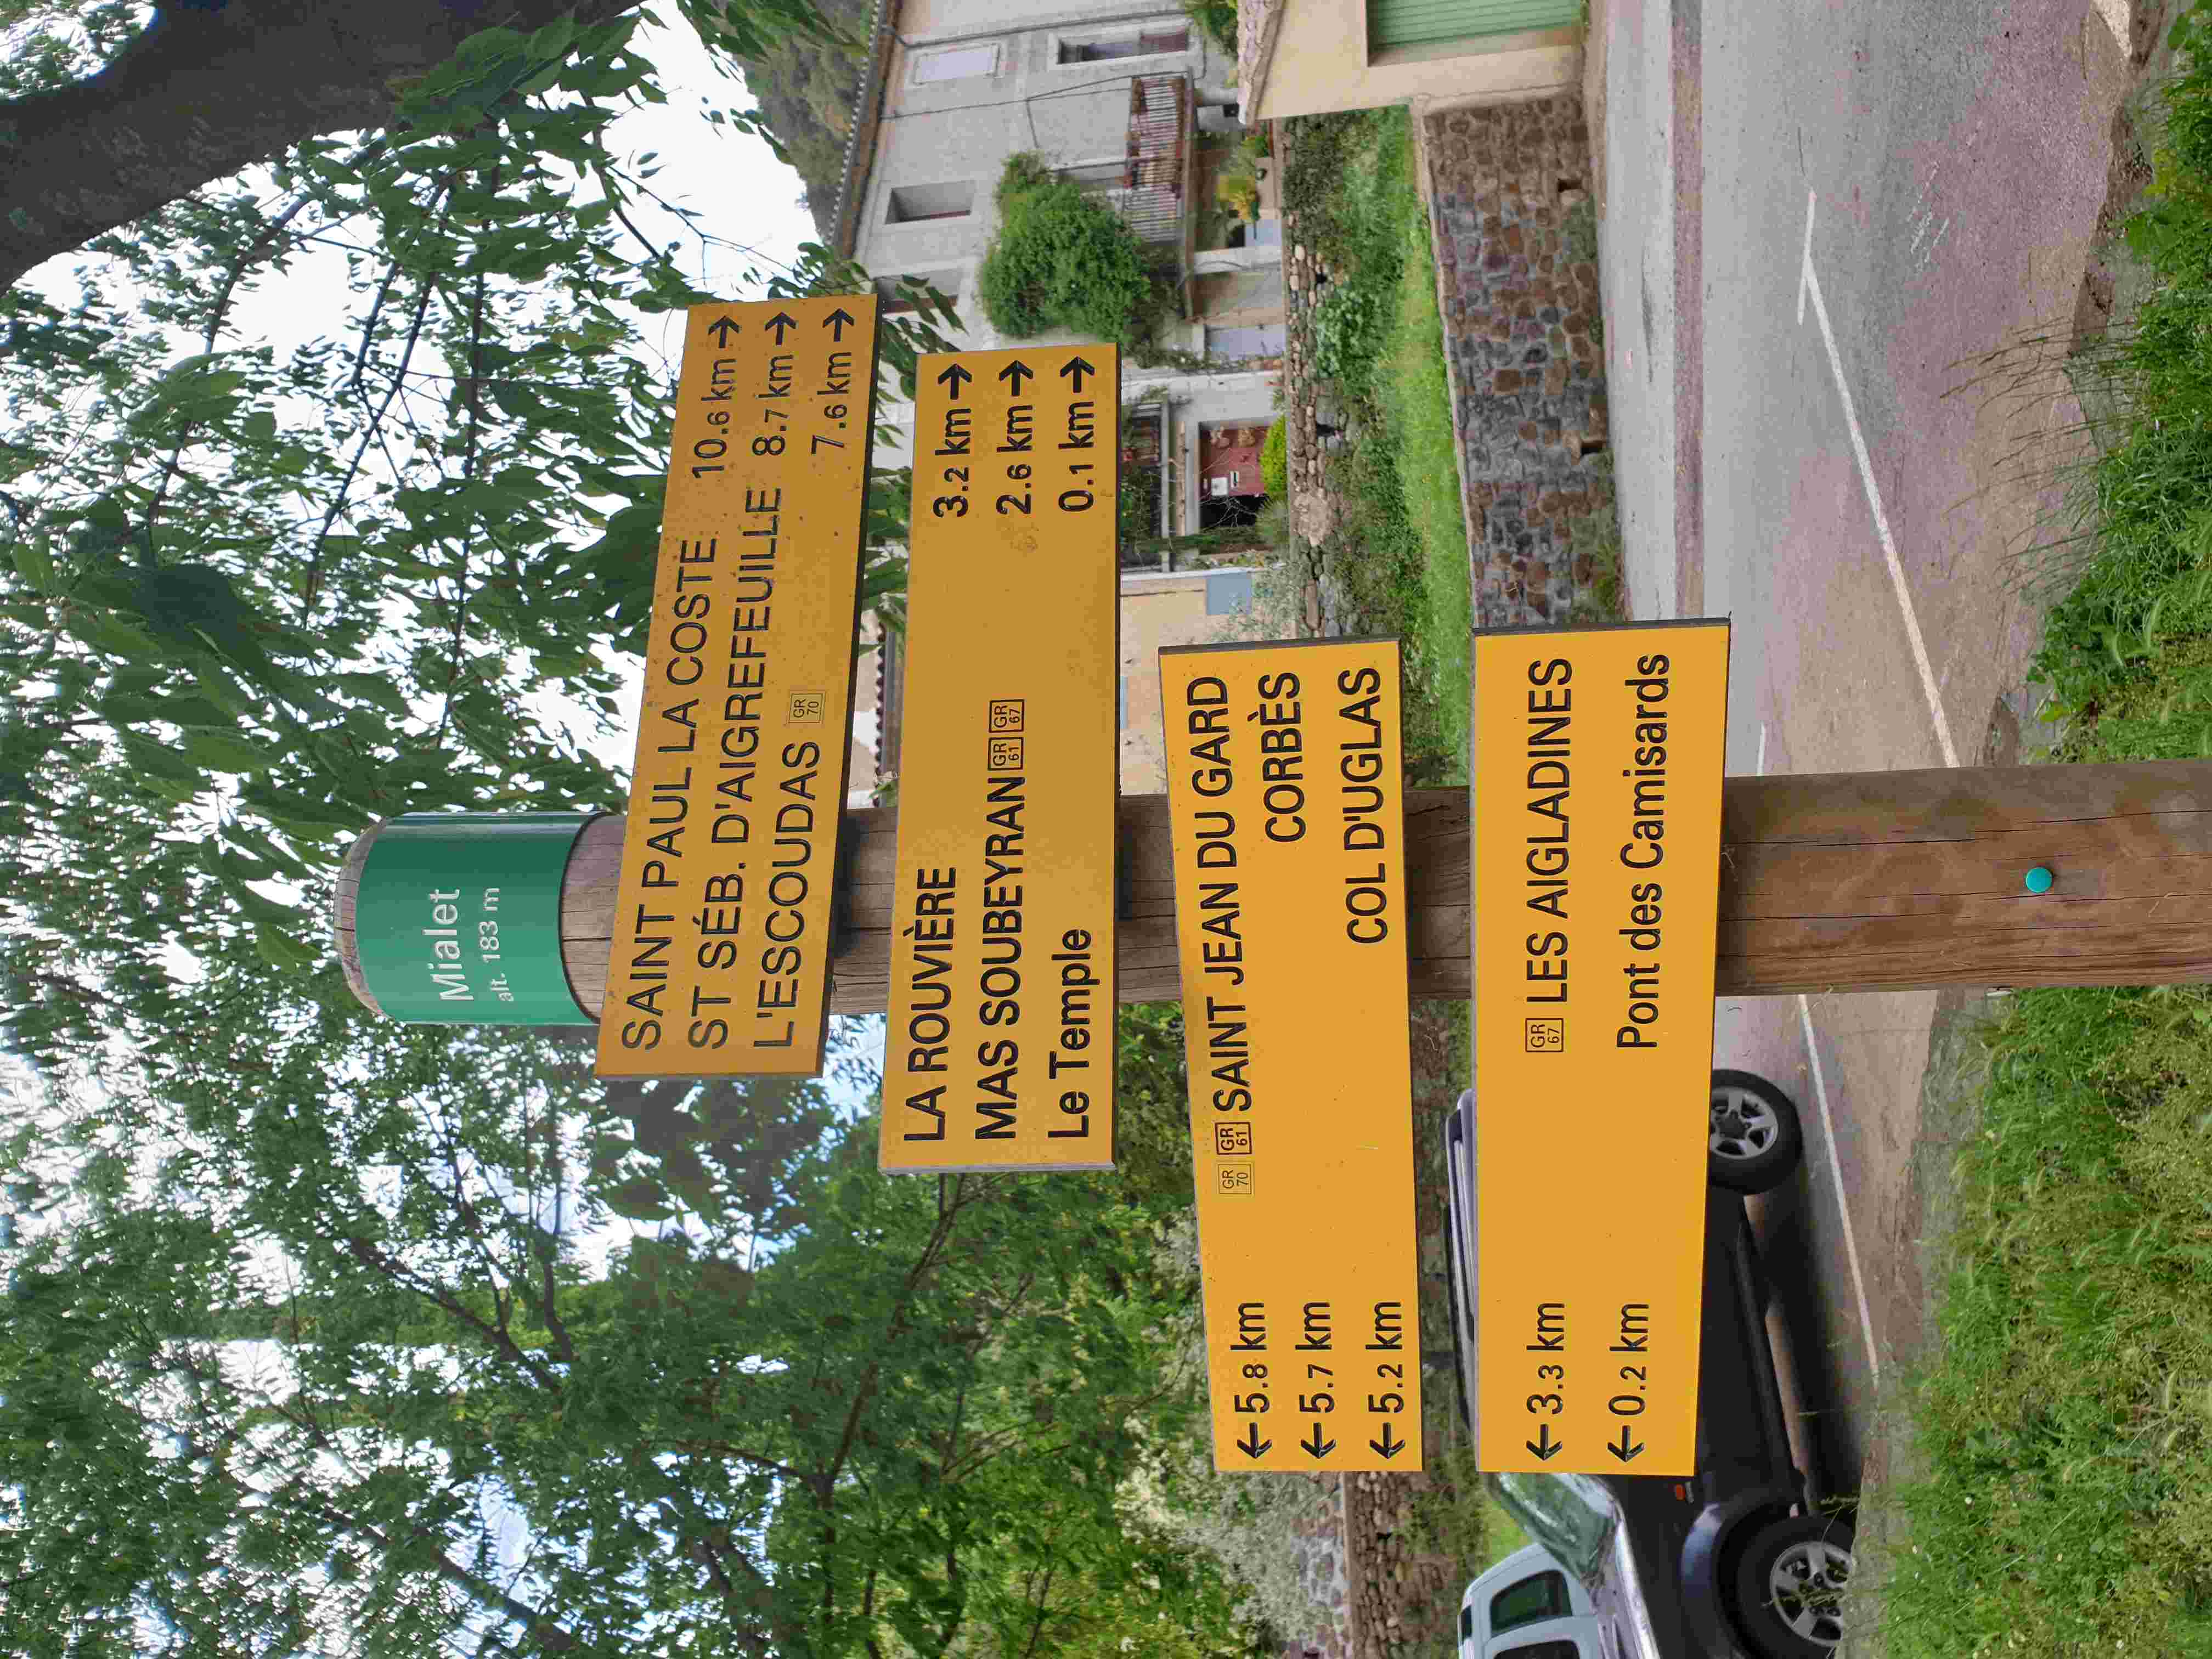 Mialet
alt. 183 m
SAINT PAUL LA COSTE 10.6 km →
ST SÉB. D'AIGREFEUILLE 8.7 km →
L'ESCOUDAS GR 70 7.6 km →
LA ROUVIÈRE 3.2 km →
MAS SOUBEYRAN GR 61 GR 67 2.6 km →
Le Temple 0.1 km →
← 5.8 km GR 70 GR 61 SAINT JEAN DU GARD
← 5.7 km CORBÈS
← 5.2 km COL D'UGLAS
← 3.3 km GR 67 LES AIGLADINES
← 0.2 km Pont des Camisards